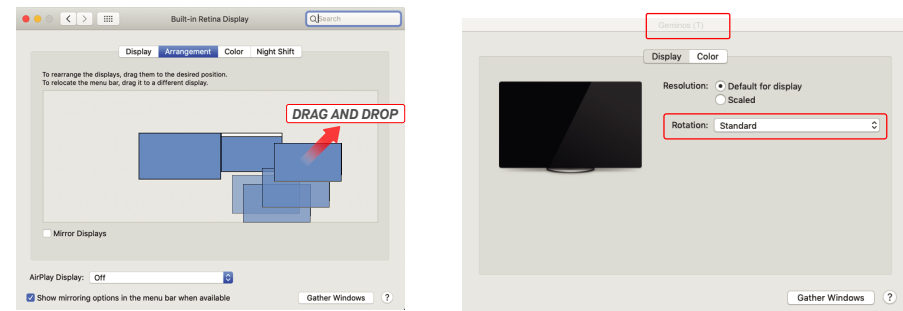 Built-in Retina Display
Search
Display Arrangement Color Night Shift
To rearrange the displays, drag them to the desired position.
To relocate the menu bar, drag it to a different display.
DRAG AND DROP
Mirror Displays
AirPlay Display: Off
Show mirroring options in the menu bar when available
Gather Windows ?
Geminos (1)
Display Color
Resolution: Default for display
Scaled
Rotation: Standard
Gather Windows ?